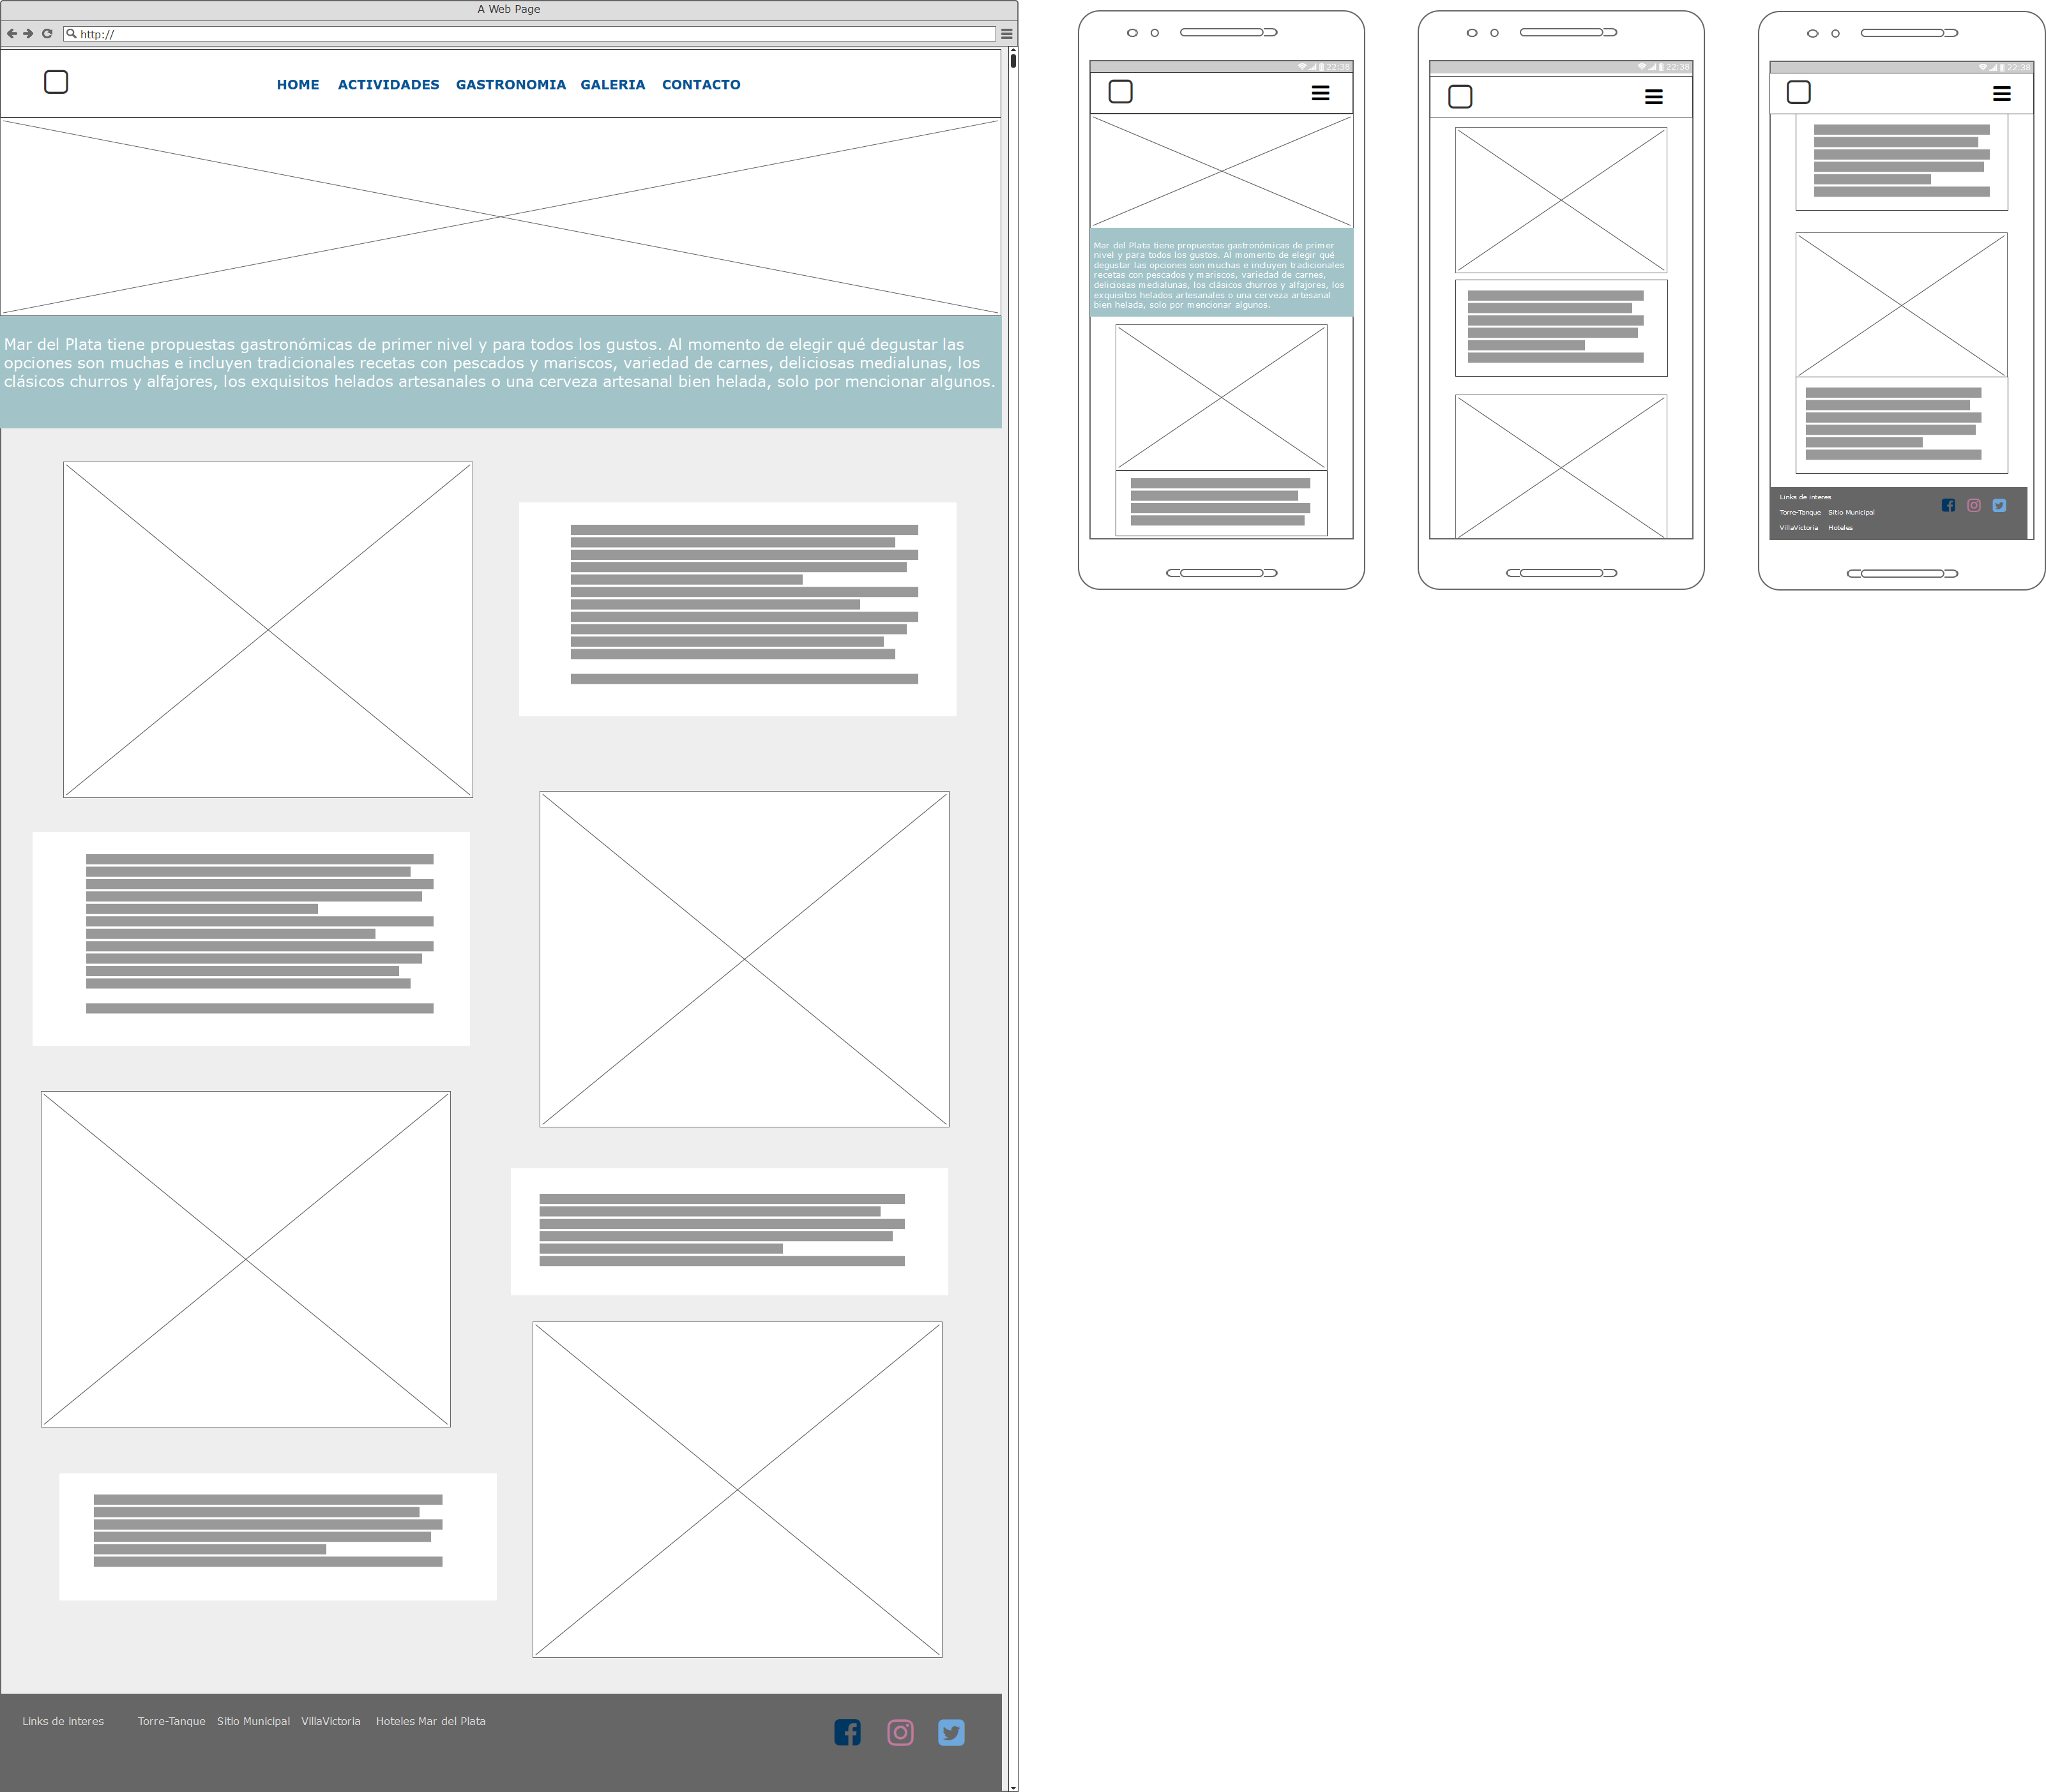 A Web Page
http://
HOME ACTIVIDADES GASTRONOMIA GALERIA CONTACTO
Mar del Plata tiene propuestas gastronómicas de primer nivel y para todos los gustos. Al momento de elegir qué degustar las
opciones son muchas e incluyen tradicionales recetas con pescados y mariscos, variedad de carnes, deliciosas medialunas, los
clásicos churros y alfajores, los exquisitos helados artesanales o una cerveza artesanal bien helada, solo por mencionar algunos.
Links de interes Torre-Tanque Sitio Municipal VillaVictoria Hoteles Mar del Plata
22:38
Mar del Plata tiene propuestas gastronómicas de primer
nivel y para todos los gustos. Al momento de elegir qué
degustar las opciones son muchas e incluyen tradicionales
recetas con pescados y mariscos, variedad de carnes,
deliciosas medialunas, los clásicos churros y alfajores, los
exquisitos helados artesanales o una cerveza artesanal
bien helada, solo por mencionar algunos.
22:38
22:38
Links de interes
Torre-Tanque Sitio Municipal
VillaVictoria Hoteles